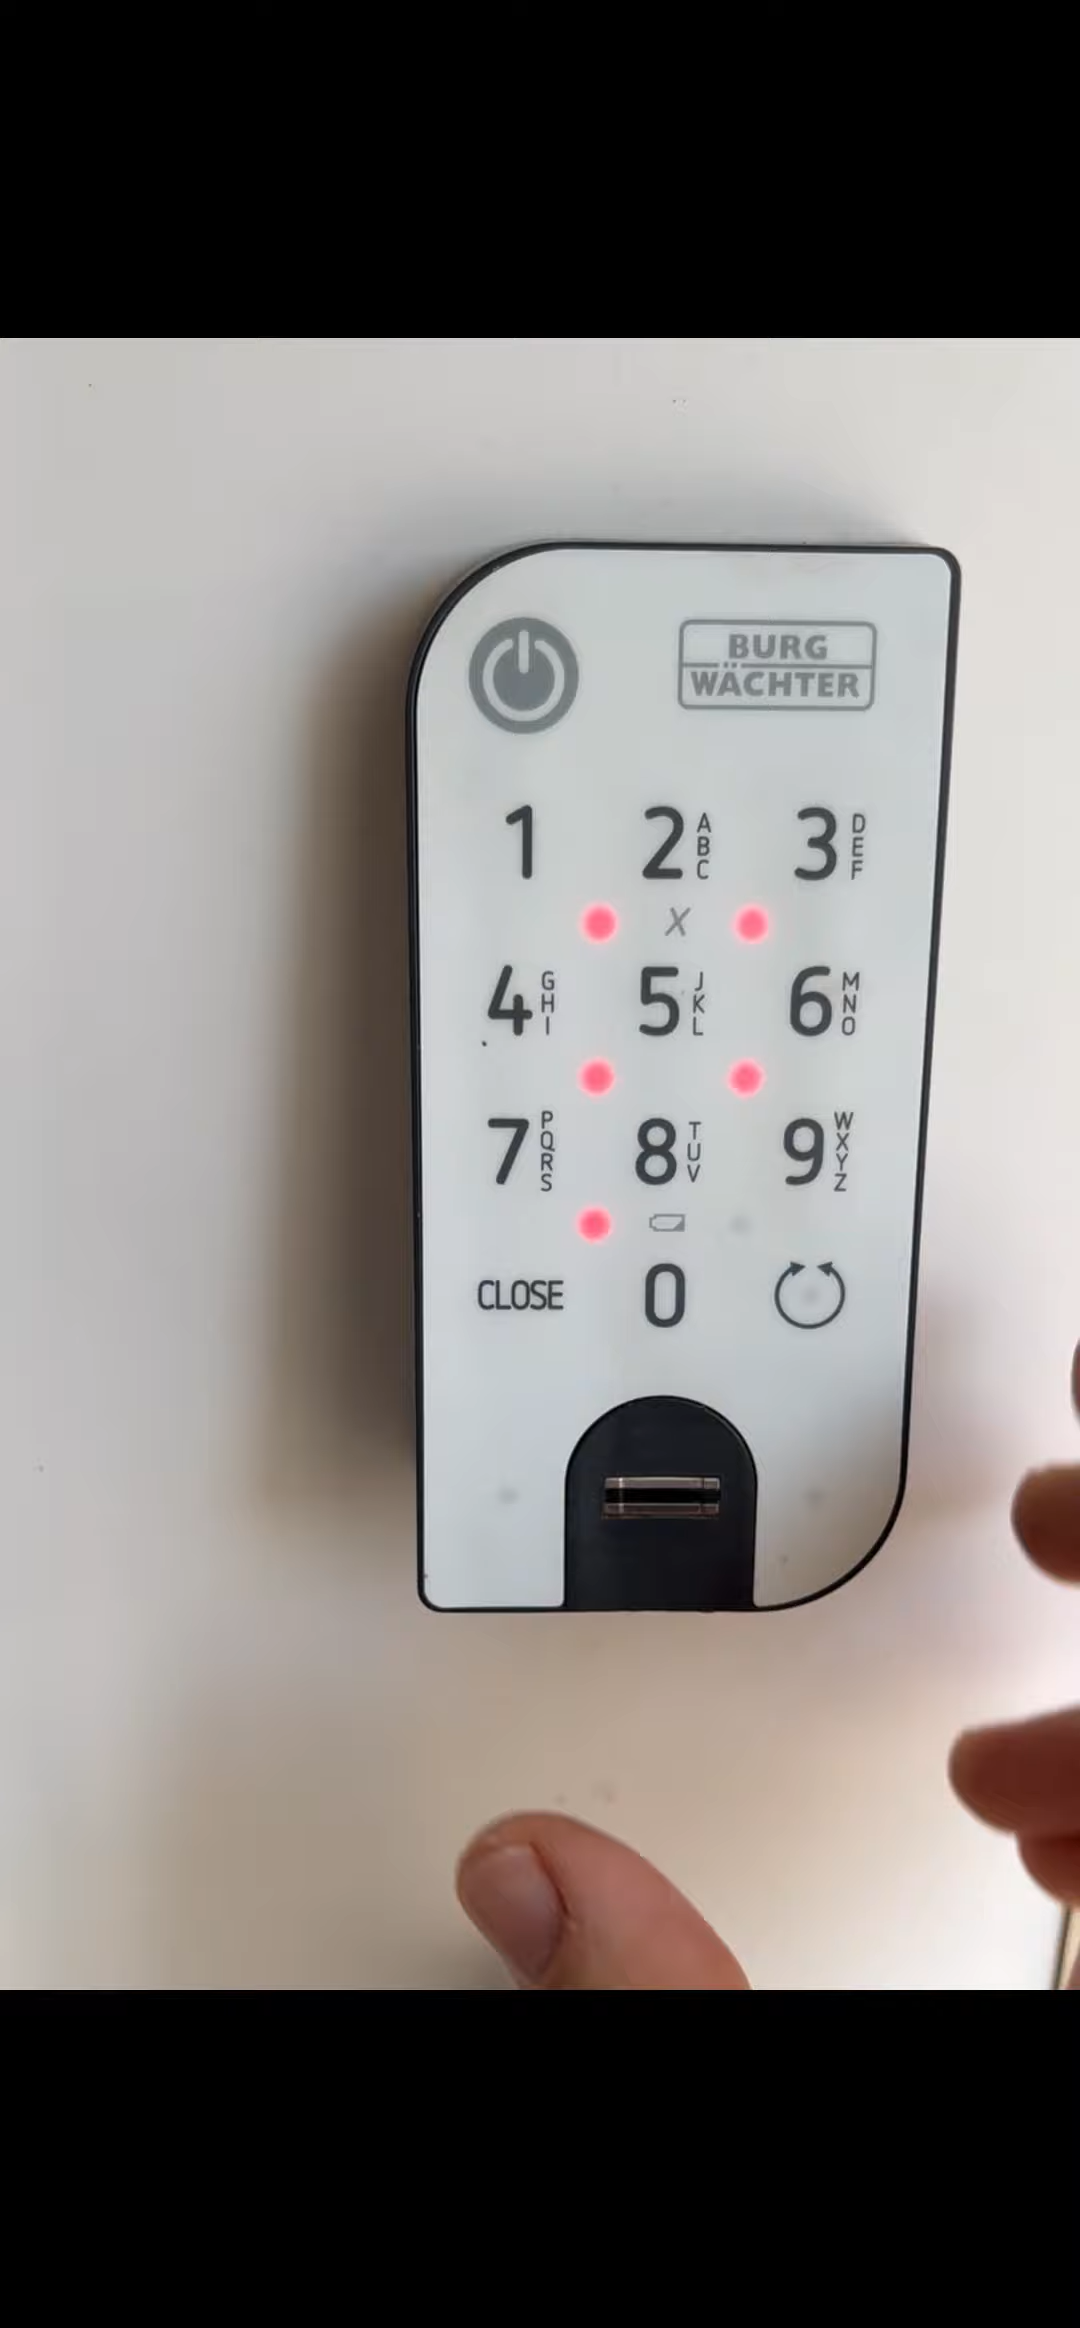 BURG
WÄCHTER
1 2 ABC 3 DEF
X
4 GHI 5 JKL 6 MNO
7 PQRS 8 TUV 9 WXYZ
CLOSE 0